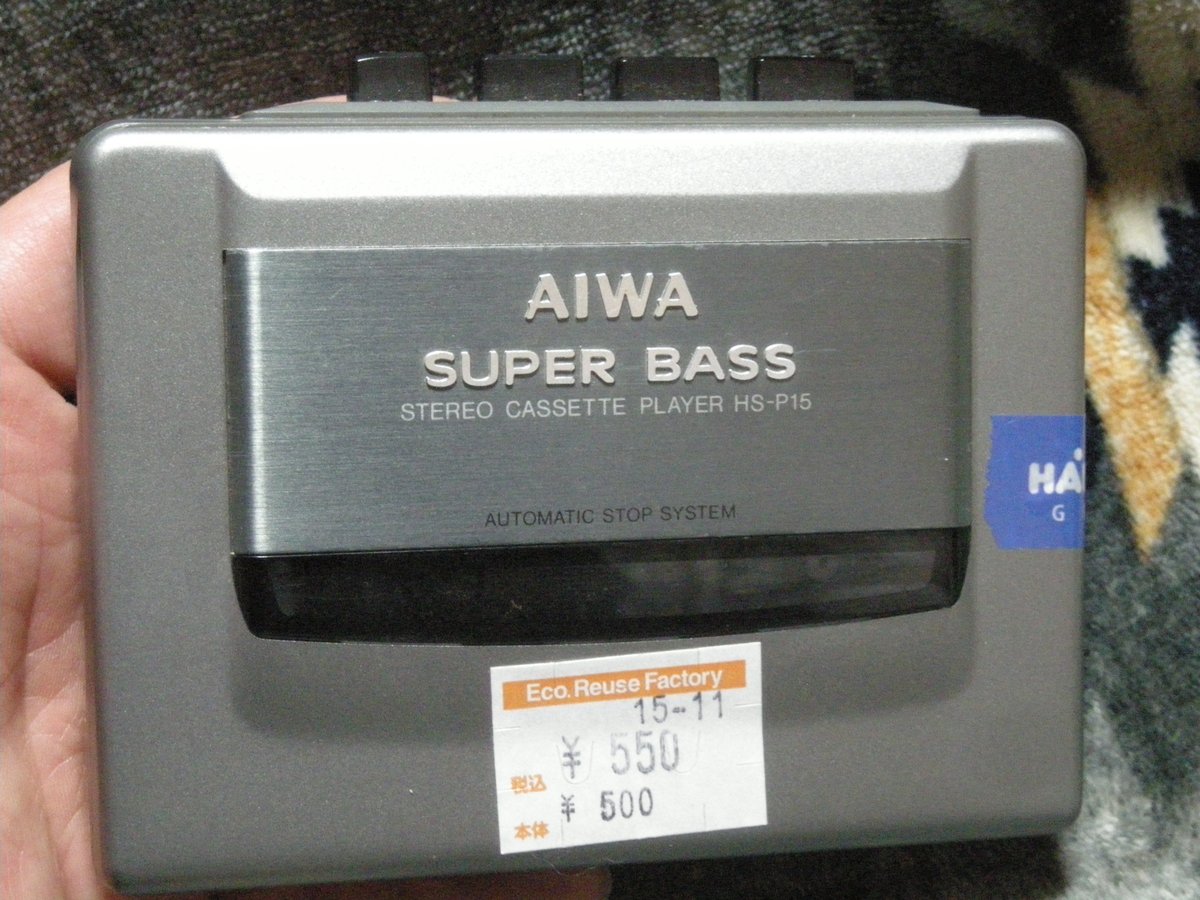 AIWA
SUPER BASS
STEREO CASSETTE PLAYER HS-P15
AUTOMATIC STOP SYSTEM
HA
G
Eco. Reuse Factory
15-11
税込 ¥ 550
本体 ¥ 500